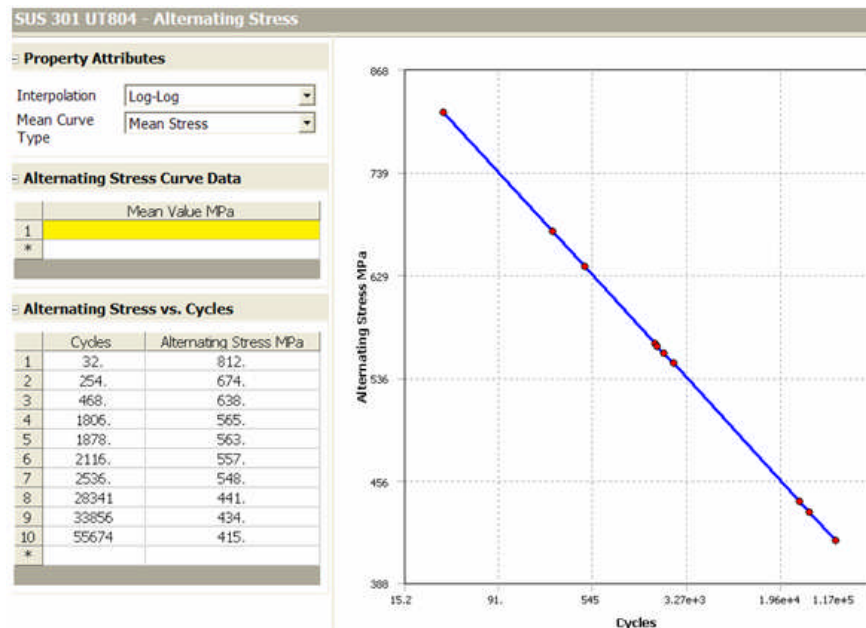 SUS 301 UT804 - Alternating Stress
Property Attributes
Interpolation Log-Log
Mean Curve Type Mean Stress
Alternating Stress Curve Data
Mean Value MPa
1
*
Alternating Stress vs. Cycles
Cycles Alternating Stress MPa
1 32. 812.
2 254. 674.
3 468. 638.
4 1806. 565.
5 1878. 563.
6 2116. 557.
7 2536. 548.
8 28341 441.
9 33856 434.
10 55674 415.
*
868
739
629
536
456
388
Alternating Stress MPa
15.2 91. 545 3.27e+3 1.96e+4 1.17e+5
Cycles